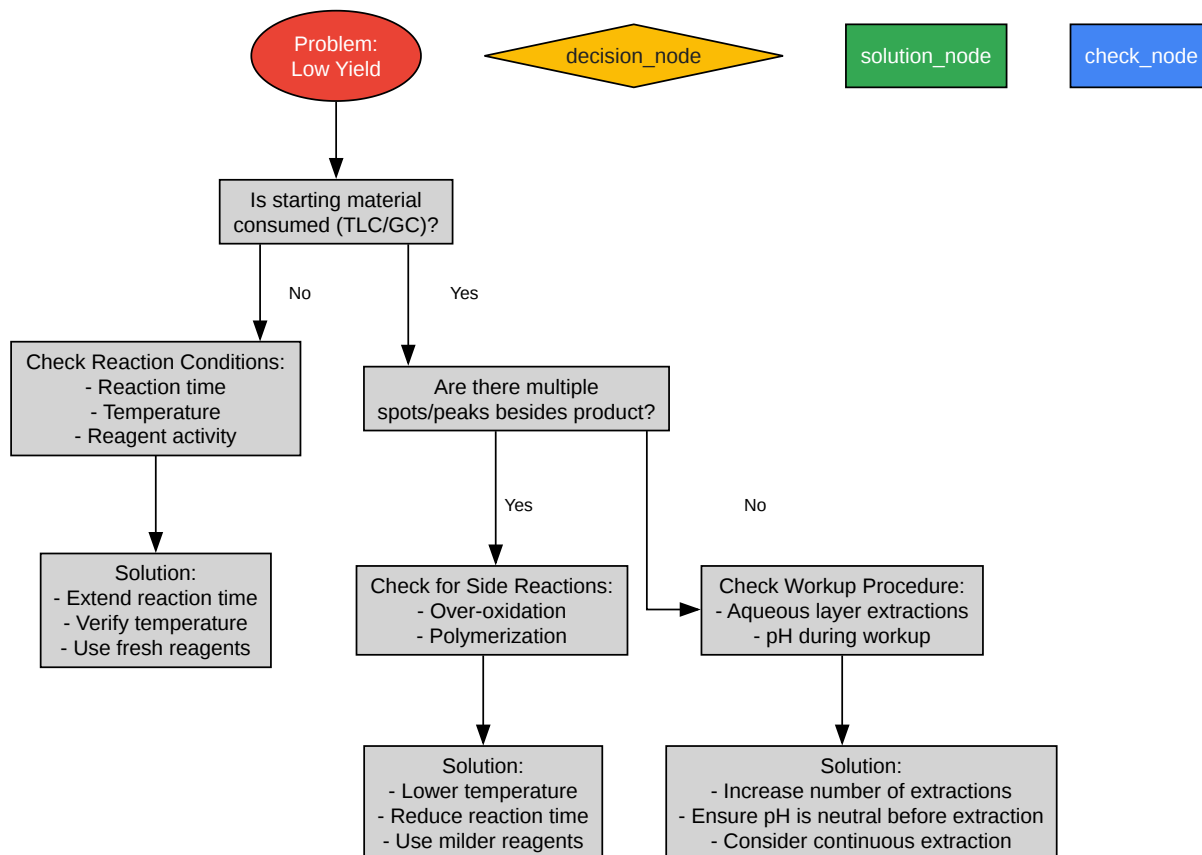 Problem:
Low Yield
decision_node
solution_node
check_node
Is starting material
consumed (TLC/GC)?
No
Yes
Check Reaction Conditions:
- Reaction time
- Temperature
- Reagent activity
Are there multiple
spots/peaks besides product?
Yes
No
Solution:
- Extend reaction time
- Verify temperature
- Use fresh reagents
Check for Side Reactions:
- Over-oxidation
- Polymerization
Check Workup Procedure:
- Aqueous layer extractions
- pH during workup
Solution:
- Lower temperature
- Reduce reaction time
- Use milder reagents
Solution:
- Increase number of extractions
- Ensure pH is neutral before extraction
- Consider continuous extraction